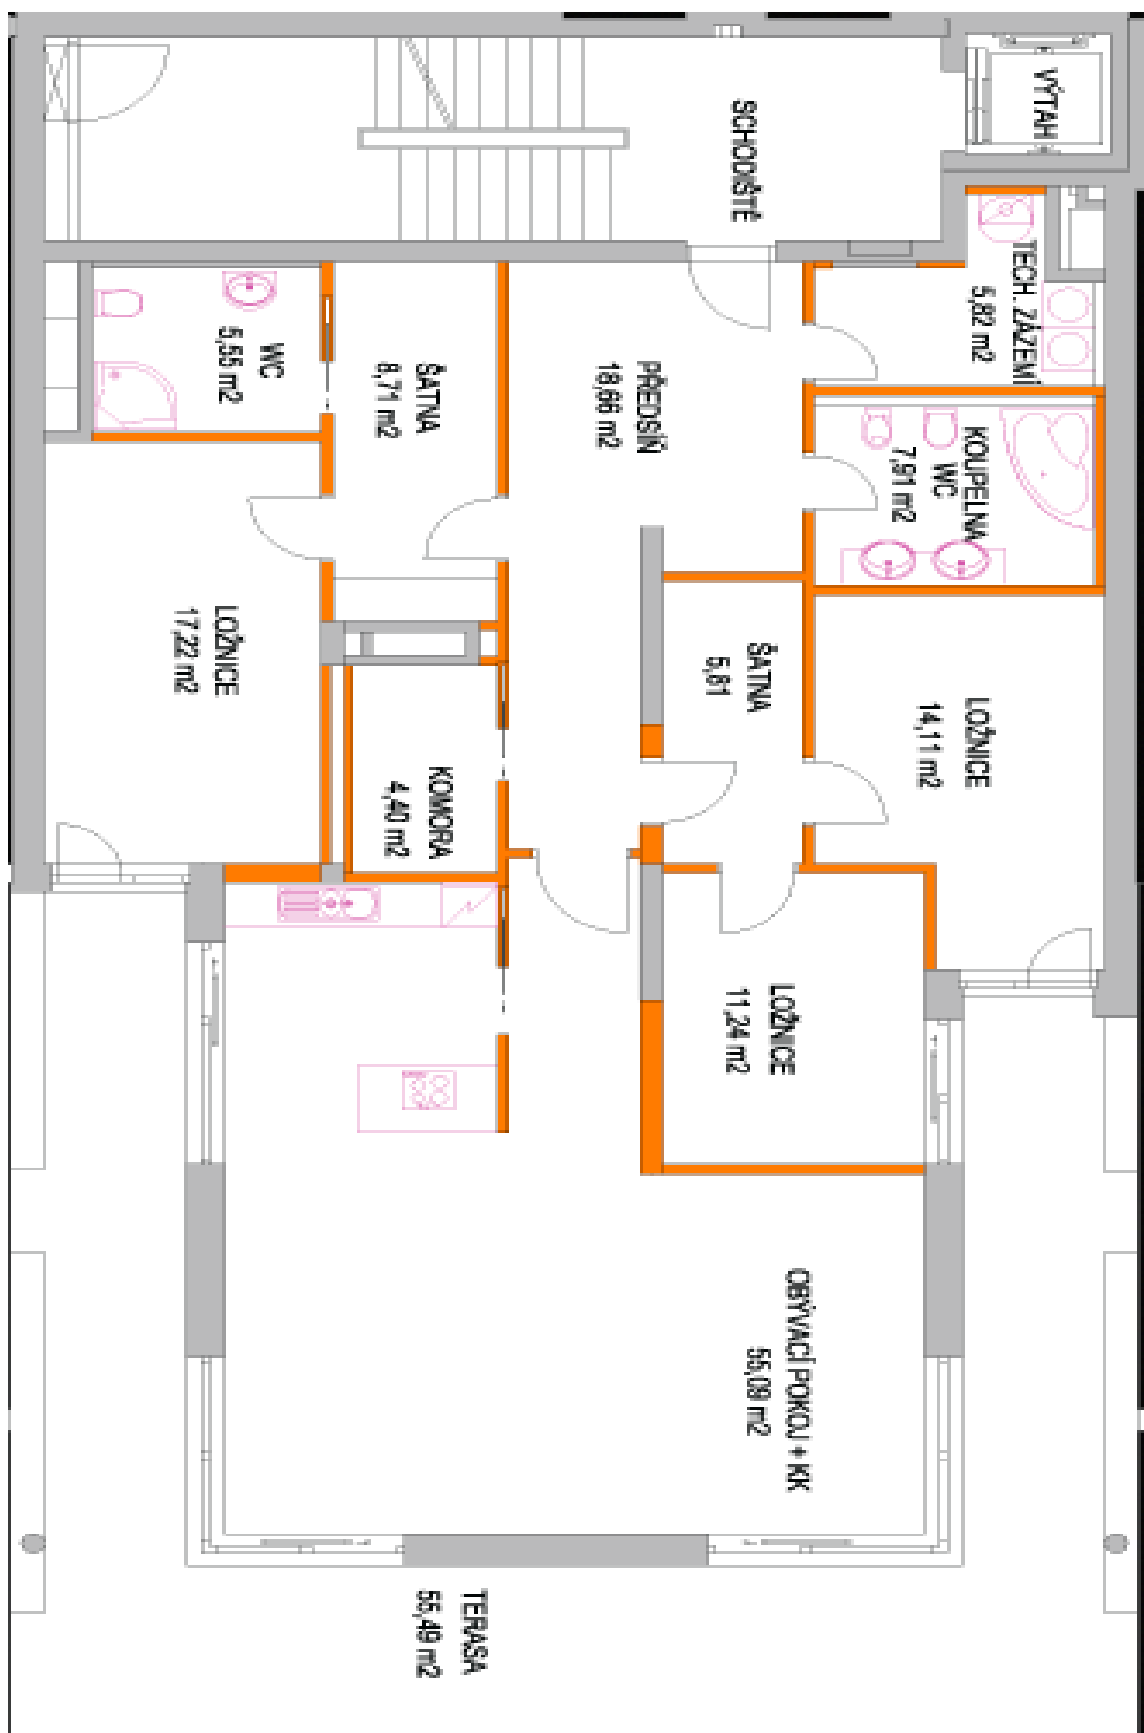 VÝTAH
SCHODIŠTĚ
TECH. ZÁZEMÍ
5,82 m2
PŘEDSÍŇ
18,66 m2
ŠATNA
8,71 m2
WC
5,55 m2
KOUPELNA
WC
7,91 m2
LOŽNICE
17,22 m2
ŠATNA
5,81
LOŽNICE
14,11 m2
KOMORA
4,40 m2
LOŽNICE
11,24 m2
OBÝVACÍ POKOJ + KK
55,09 m2
TERASA
55,49 m2